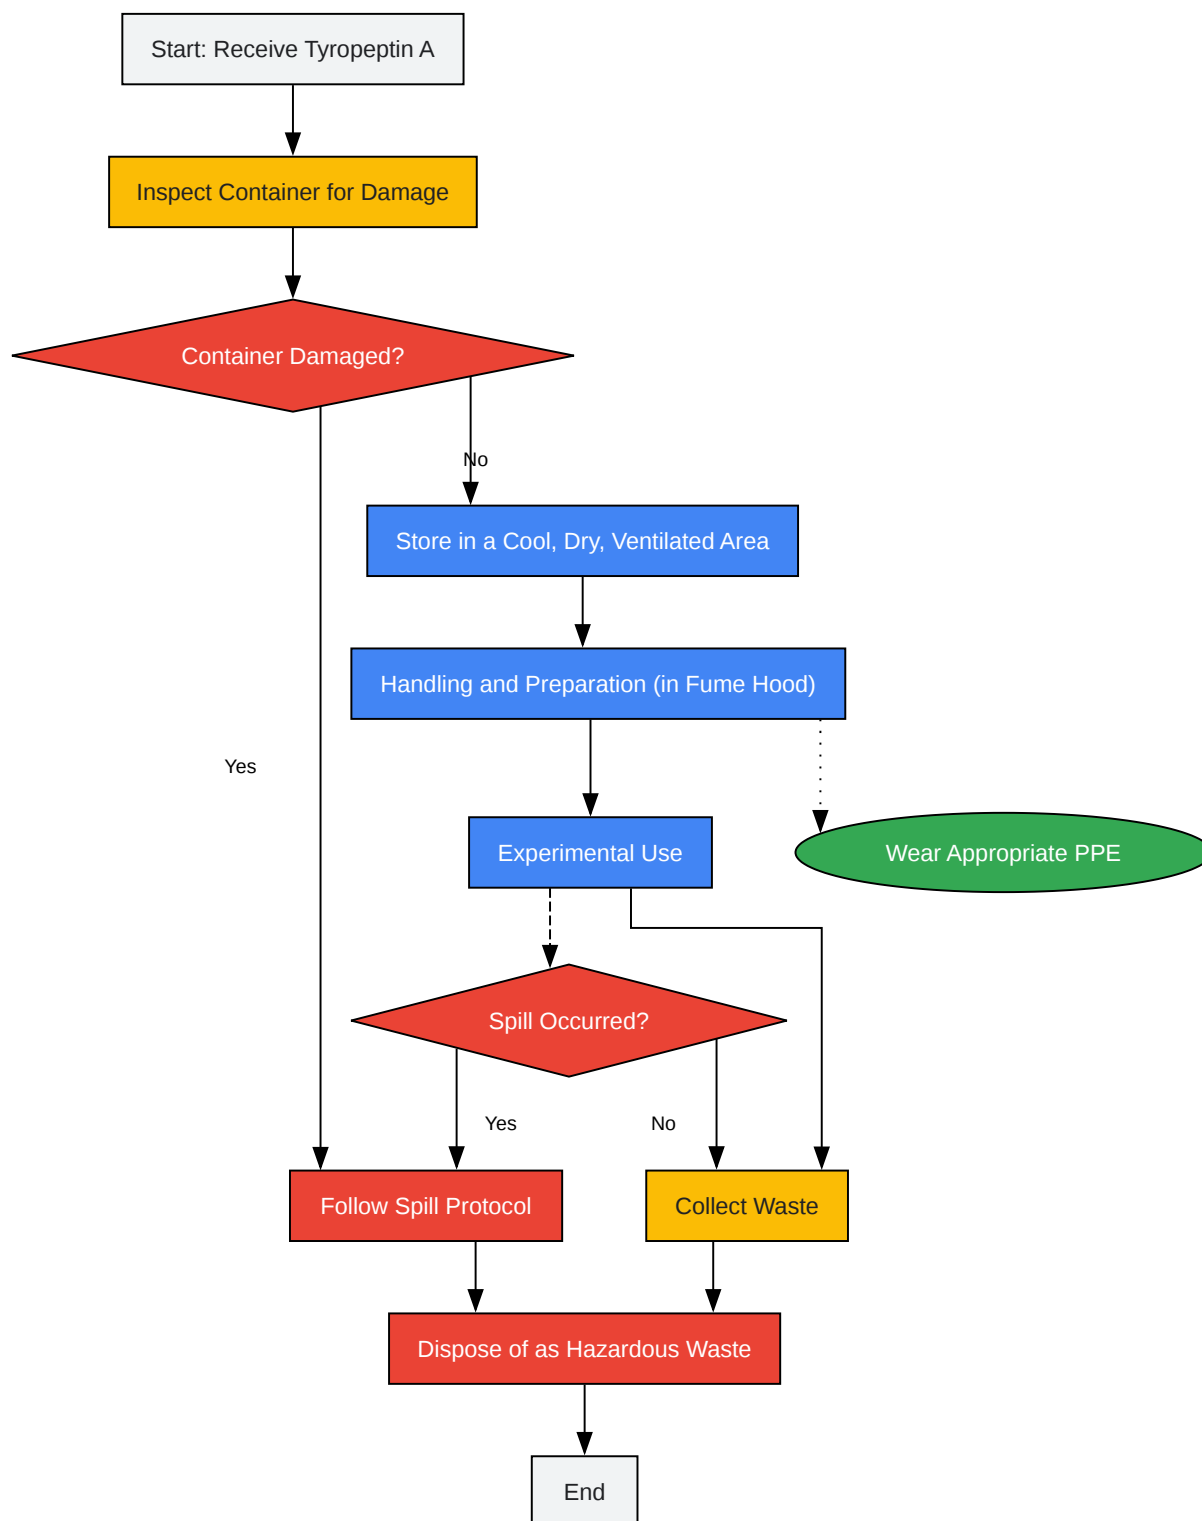 Start: Receive Tyropeptin A
Inspect Container for Damage
Container Damaged?
No
Store in a Cool, Dry, Ventilated Area
Handling and Preparation (in Fume Hood)
Yes
Experimental Use
Wear Appropriate PPE
Spill Occurred?
Yes
No
Follow Spill Protocol
Collect Waste
Dispose of as Hazardous Waste
End